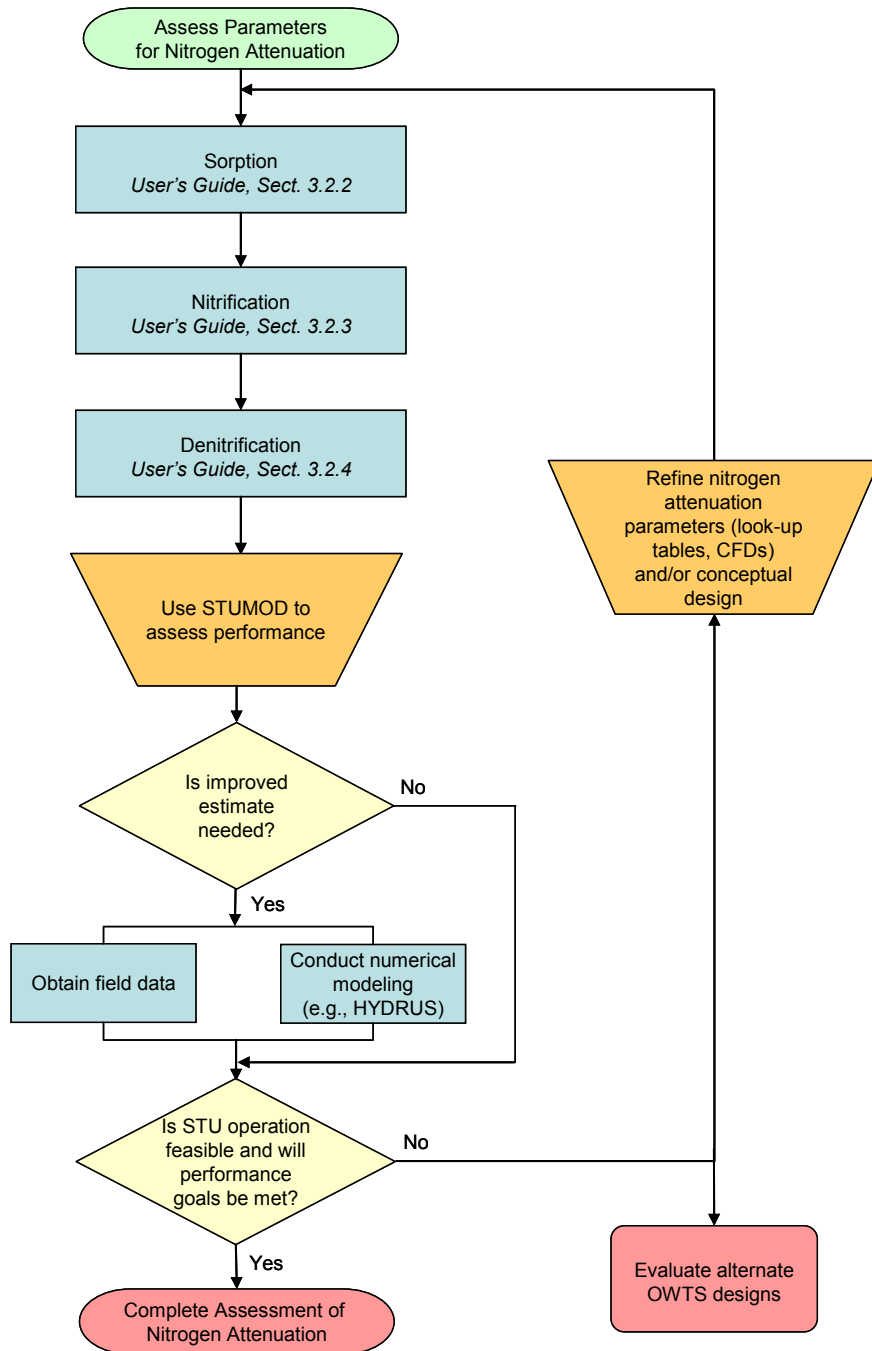 Assess Parameters
for Nitrogen Attenuation
Sorption
User's Guide, Sect. 3.2.2
Nitrification
User's Guide, Sect. 3.2.3
Denitrification
User's Guide, Sect. 3.2.4
Refine nitrogen
attenuation
parameters (look-up
tables, CFDs)
and/or conceptual
design
Use STUMOD to
assess performance
Is improved
estimate
needed?
No
Yes
Obtain field data
Conduct numerical
modeling
(e.g., HYDRUS)
Is STU operation
feasible and will
performance
goals be met?
No
Yes
Evaluate alternate
OWTS designs
Complete Assessment of
Nitrogen Attenuation